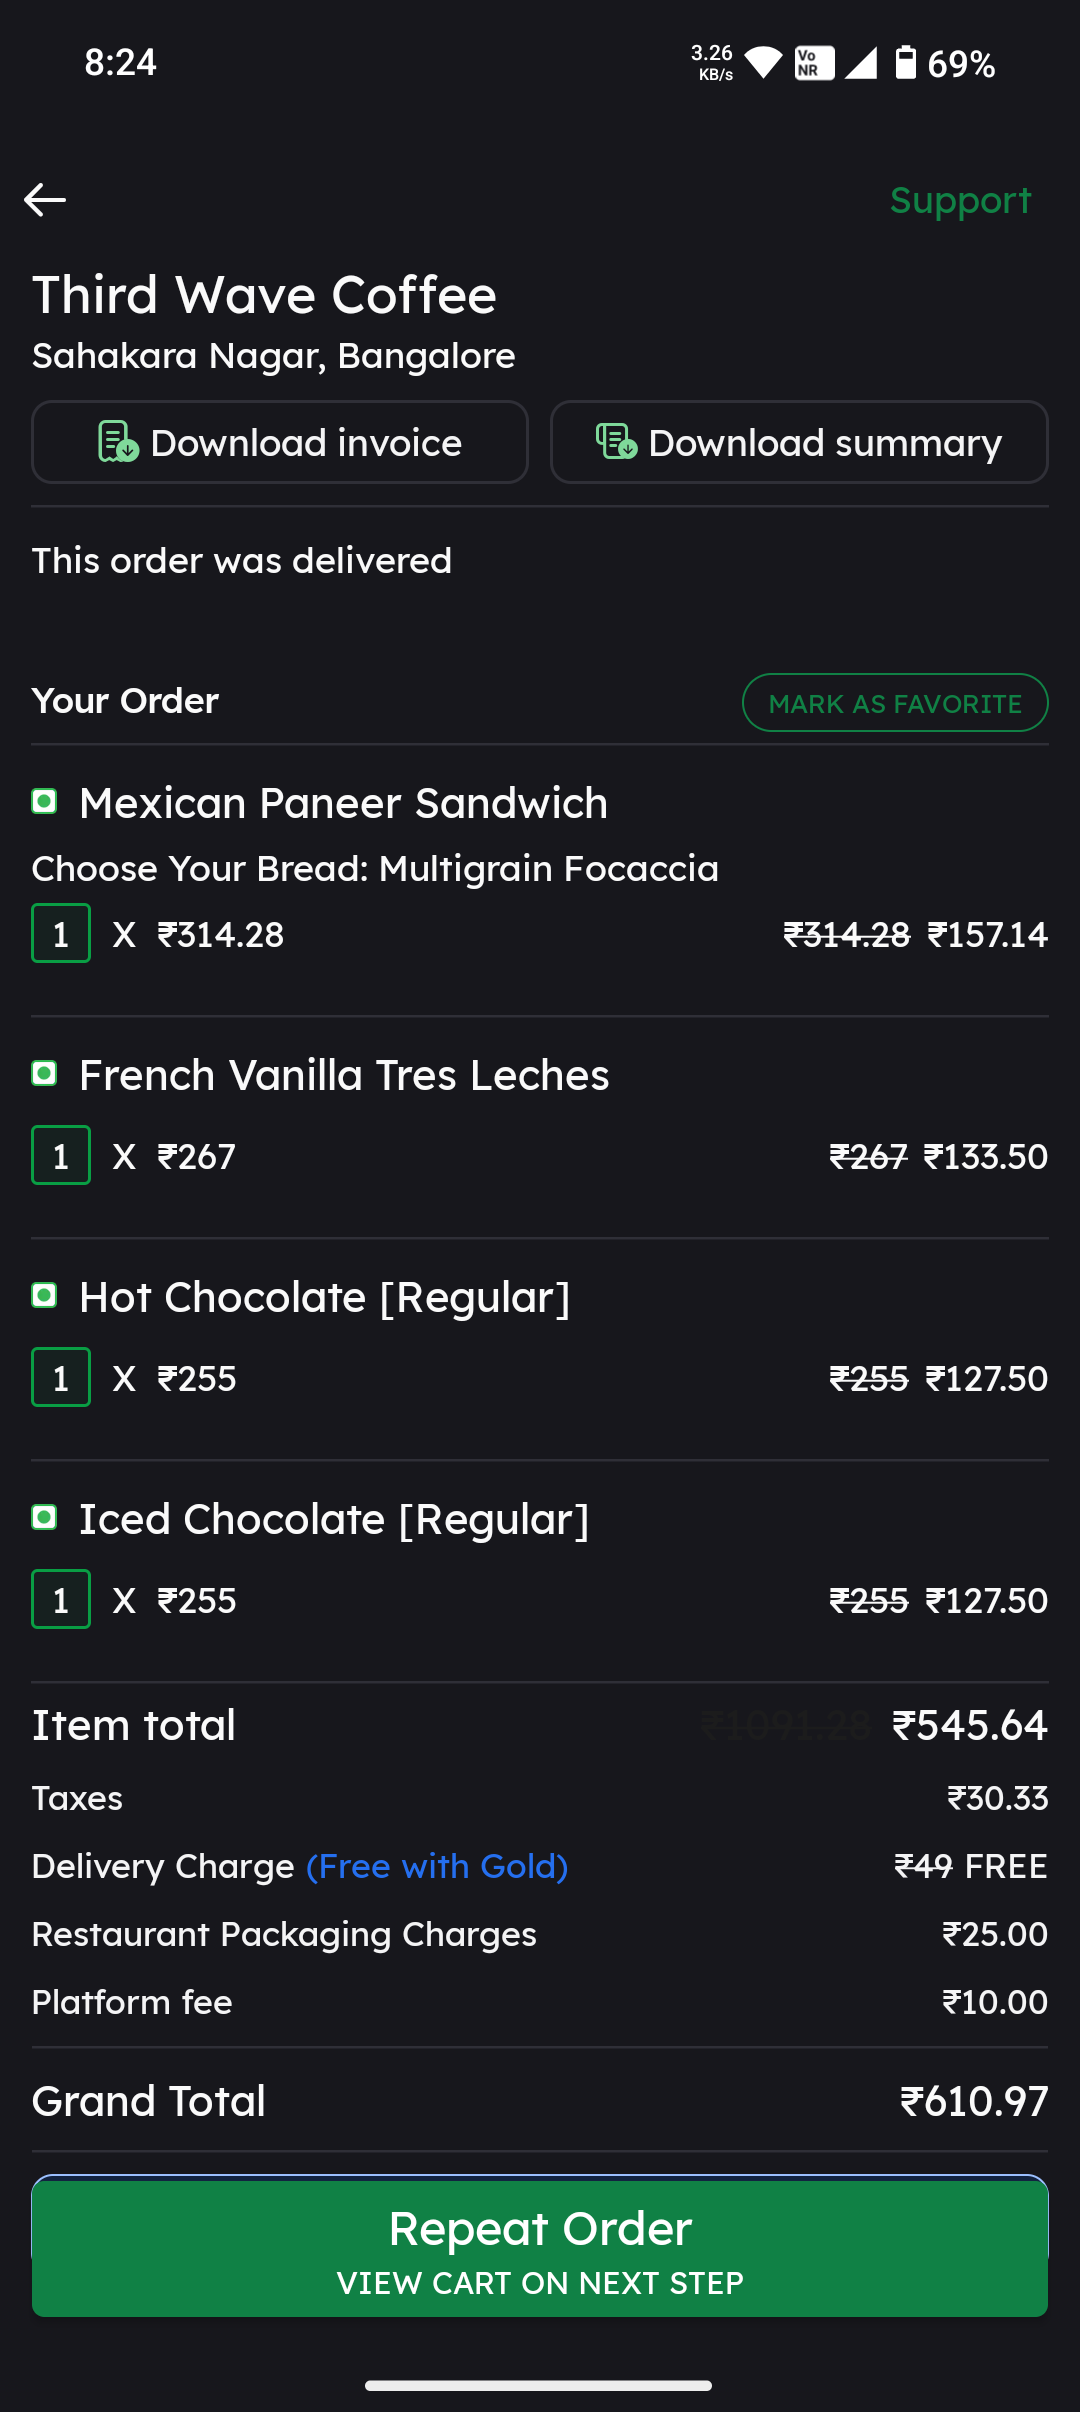 8:24
3.26 KB/s
Vo NR
69%
Support
Third Wave Coffee
Sahakara Nagar, Bangalore
Download invoice
Download summary
This order was delivered
Your Order
MARK AS FAVORITE
Mexican Paneer Sandwich
Choose Your Bread: Multigrain Focaccia
1 X ₹314.28 ₹314.28 ₹157.14
French Vanilla Tres Leches
1 X ₹267 ₹267 ₹133.50
Hot Chocolate [Regular]
1 X ₹255 ₹255 ₹127.50
Iced Chocolate [Regular]
1 X ₹255 ₹255 ₹127.50
Item total ₹1091.28 ₹545.64
Taxes ₹30.33
Delivery Charge (Free with Gold) ₹49 FREE
Restaurant Packaging Charges ₹25.00
Platform fee ₹10.00
Grand Total ₹610.97
Repeat Order
VIEW CART ON NEXT STEP